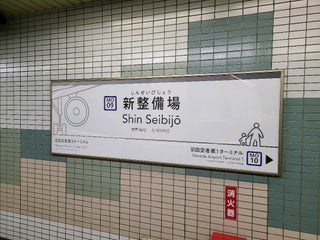 MO
09
しんせいびじょう
新整備場
Shin Seibijō
羽田空港第1ターミナル
Haneda Airport Terminal 1
MO
10
消火器